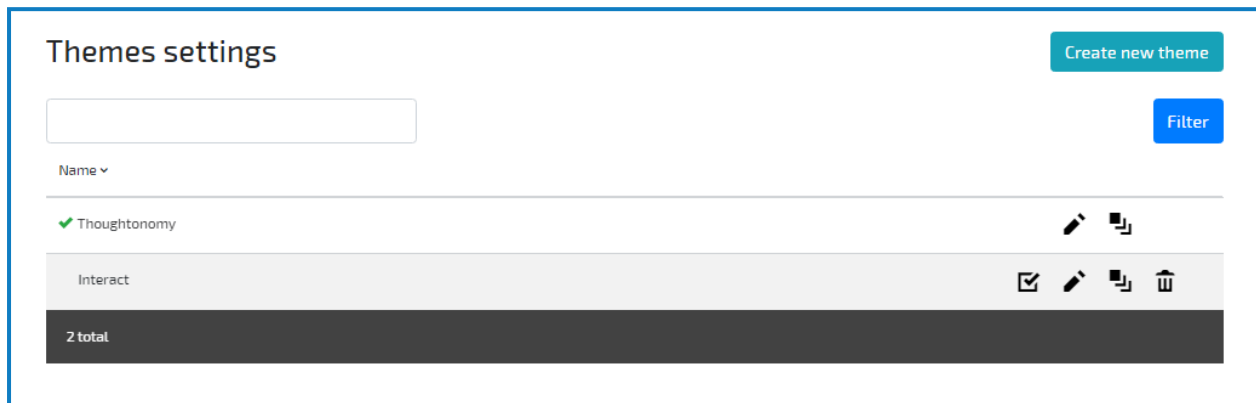 Themes settings
Create new theme
Filter
Name
Thoughtonomy
Interact
2 total